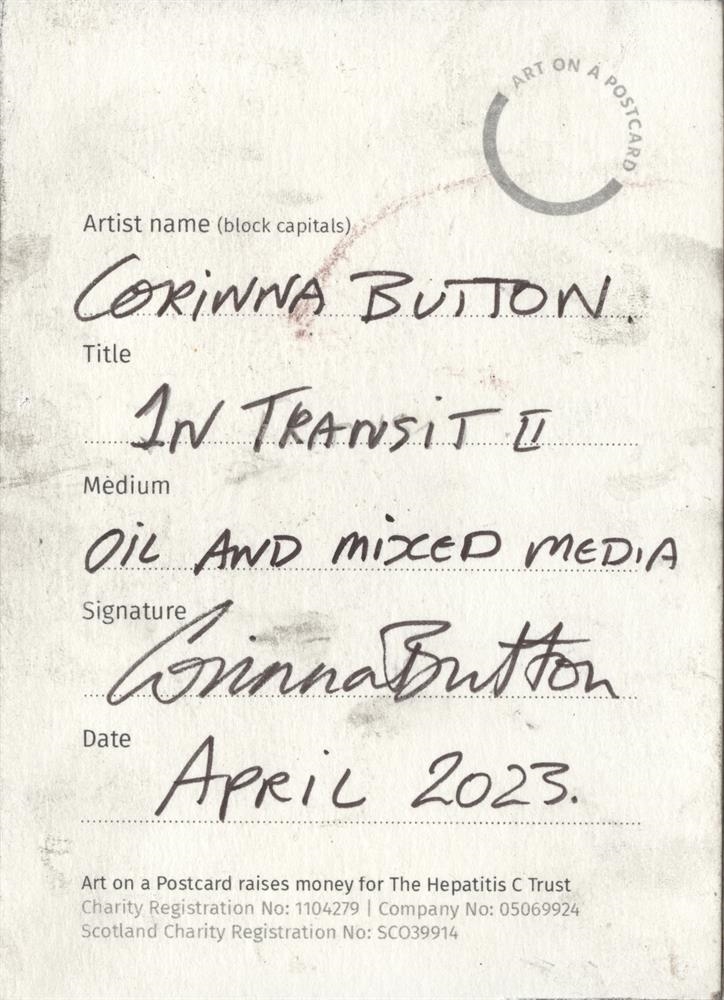 ART ON A POSTCARD
Artist name (block capitals)
CORINNA BUTTON.
Title
IN TRANSIT II
Medium
OIL AND MIXED MEDIA
Signature
Corinna Button
Date
APRIL 2023.
Art on a Postcard raises money for The Hepatitis C Trust
Charity Registration No: 1104279 | Company No: 05069924
Scotland Charity Registration No: SCO39914